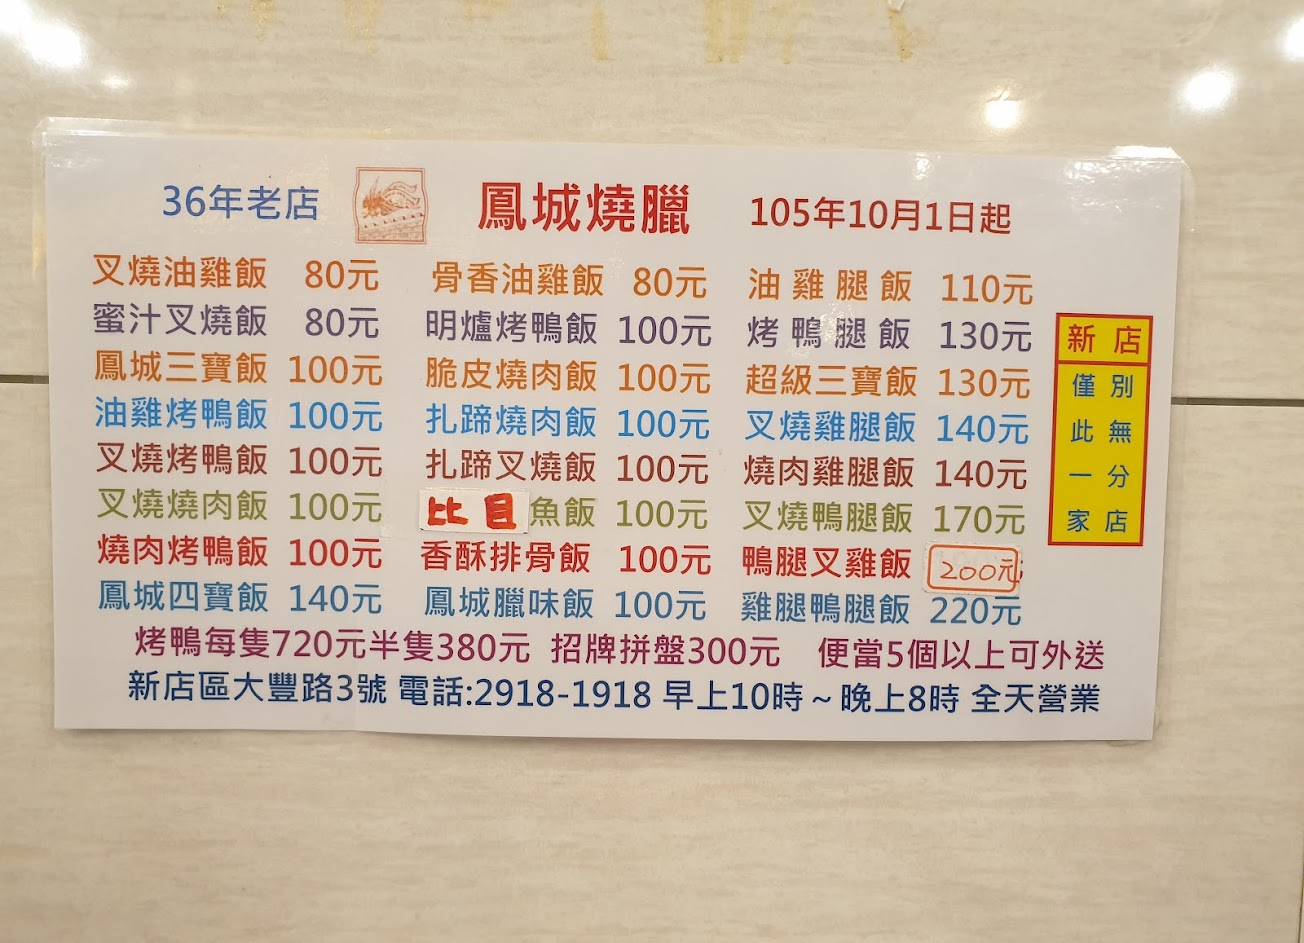 36年老店 鳳城燒臘 105年10月1日起
叉燒油雞飯 80元 骨香油雞飯 80元 油雞腿飯 110元
蜜汁叉燒飯 80元 明爐烤鴨飯 100元 烤鴨腿飯 130元
鳳城三寶飯 100元 脆皮燒肉飯 100元 超級三寶飯 130元
油雞烤鴨飯 100元 扎蹄燒肉飯 100元 叉燒雞腿飯 140元
叉燒烤鴨飯 100元 扎蹄叉燒飯 100元 燒肉雞腿飯 140元
叉燒燒肉飯 100元 比目魚飯 100元 叉燒鴨腿飯 170元
燒肉烤鴨飯 100元 香酥排骨飯 100元 鴨腿叉雞飯 200元
鳳城四寶飯 140元 鳳城臘味飯 100元 雞腿鴨腿飯 220元
烤鴨每隻720元半隻380元 招牌拼盤300元 便當5個以上可外送
新店區大豐路3號 電話:2918-1918 早上10時~晚上8時 全天營業
新店
別無分店
僅此一家